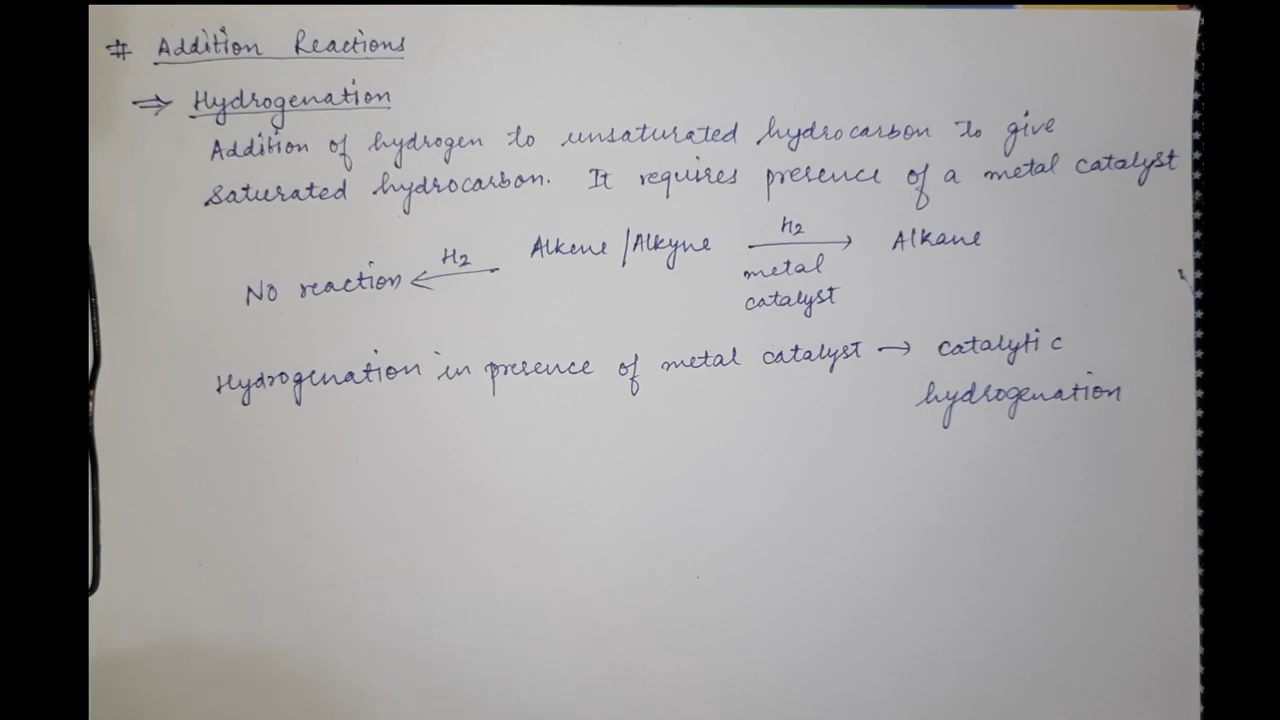 # Addition Reactions
⇒ Hydrogenation
Addition of hydrogen to unsaturated hydrocarbon to give
saturated hydrocarbon. It requires presence of a metal catalyst
No reaction ← H2 Alkene/Alkyne H2 → Alkane
metal
catalyst
Hydrogenation in presence of metal catalyst → catalytic
hydrogenation